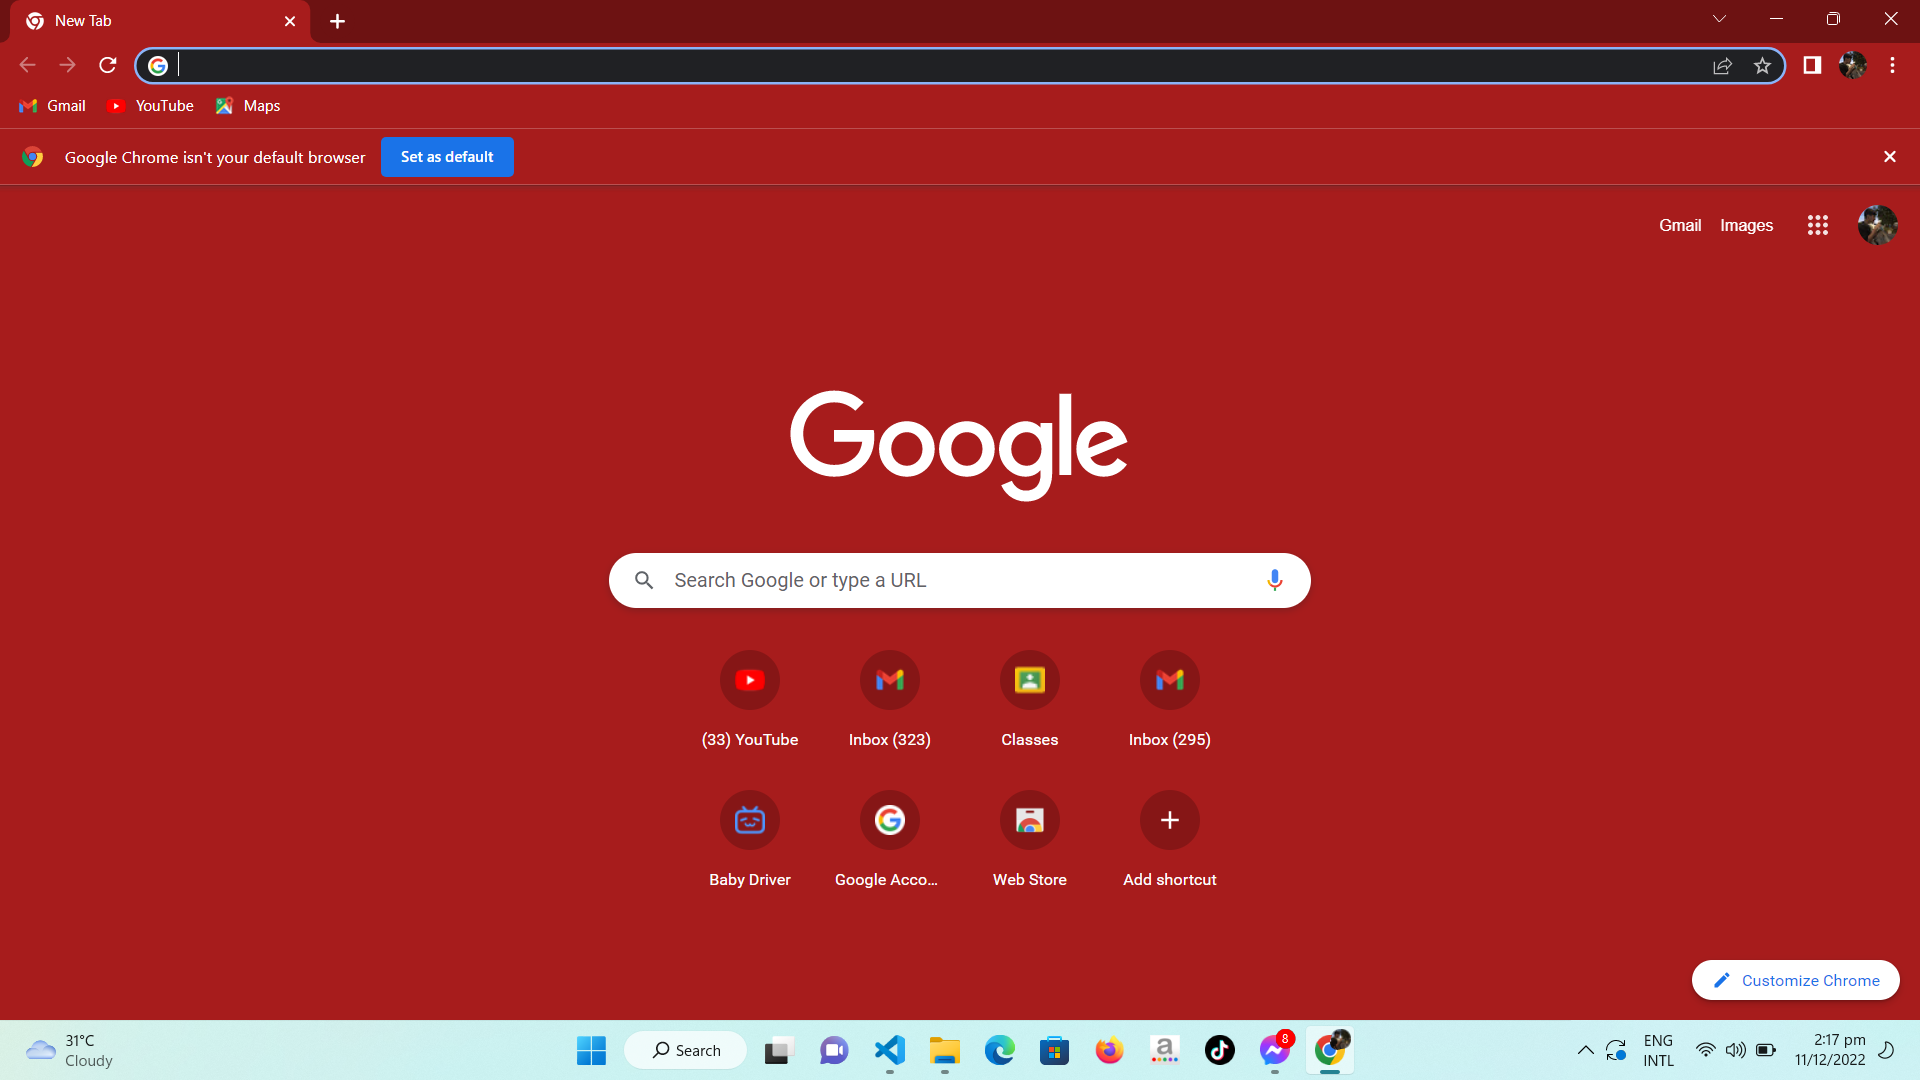 New Tab
Gmail YouTube Maps
Google Chrome isn't your default browser Set as default
Gmail Images
Google
Search Google or type a URL
(33) YouTube Inbox (323) Classes Inbox (295)
Baby Driver Google Acco... Web Store Add shortcut
Customize Chrome
31°C
Cloudy
Search
a
8
ENG
INTL
2:17 pm
11/12/2022